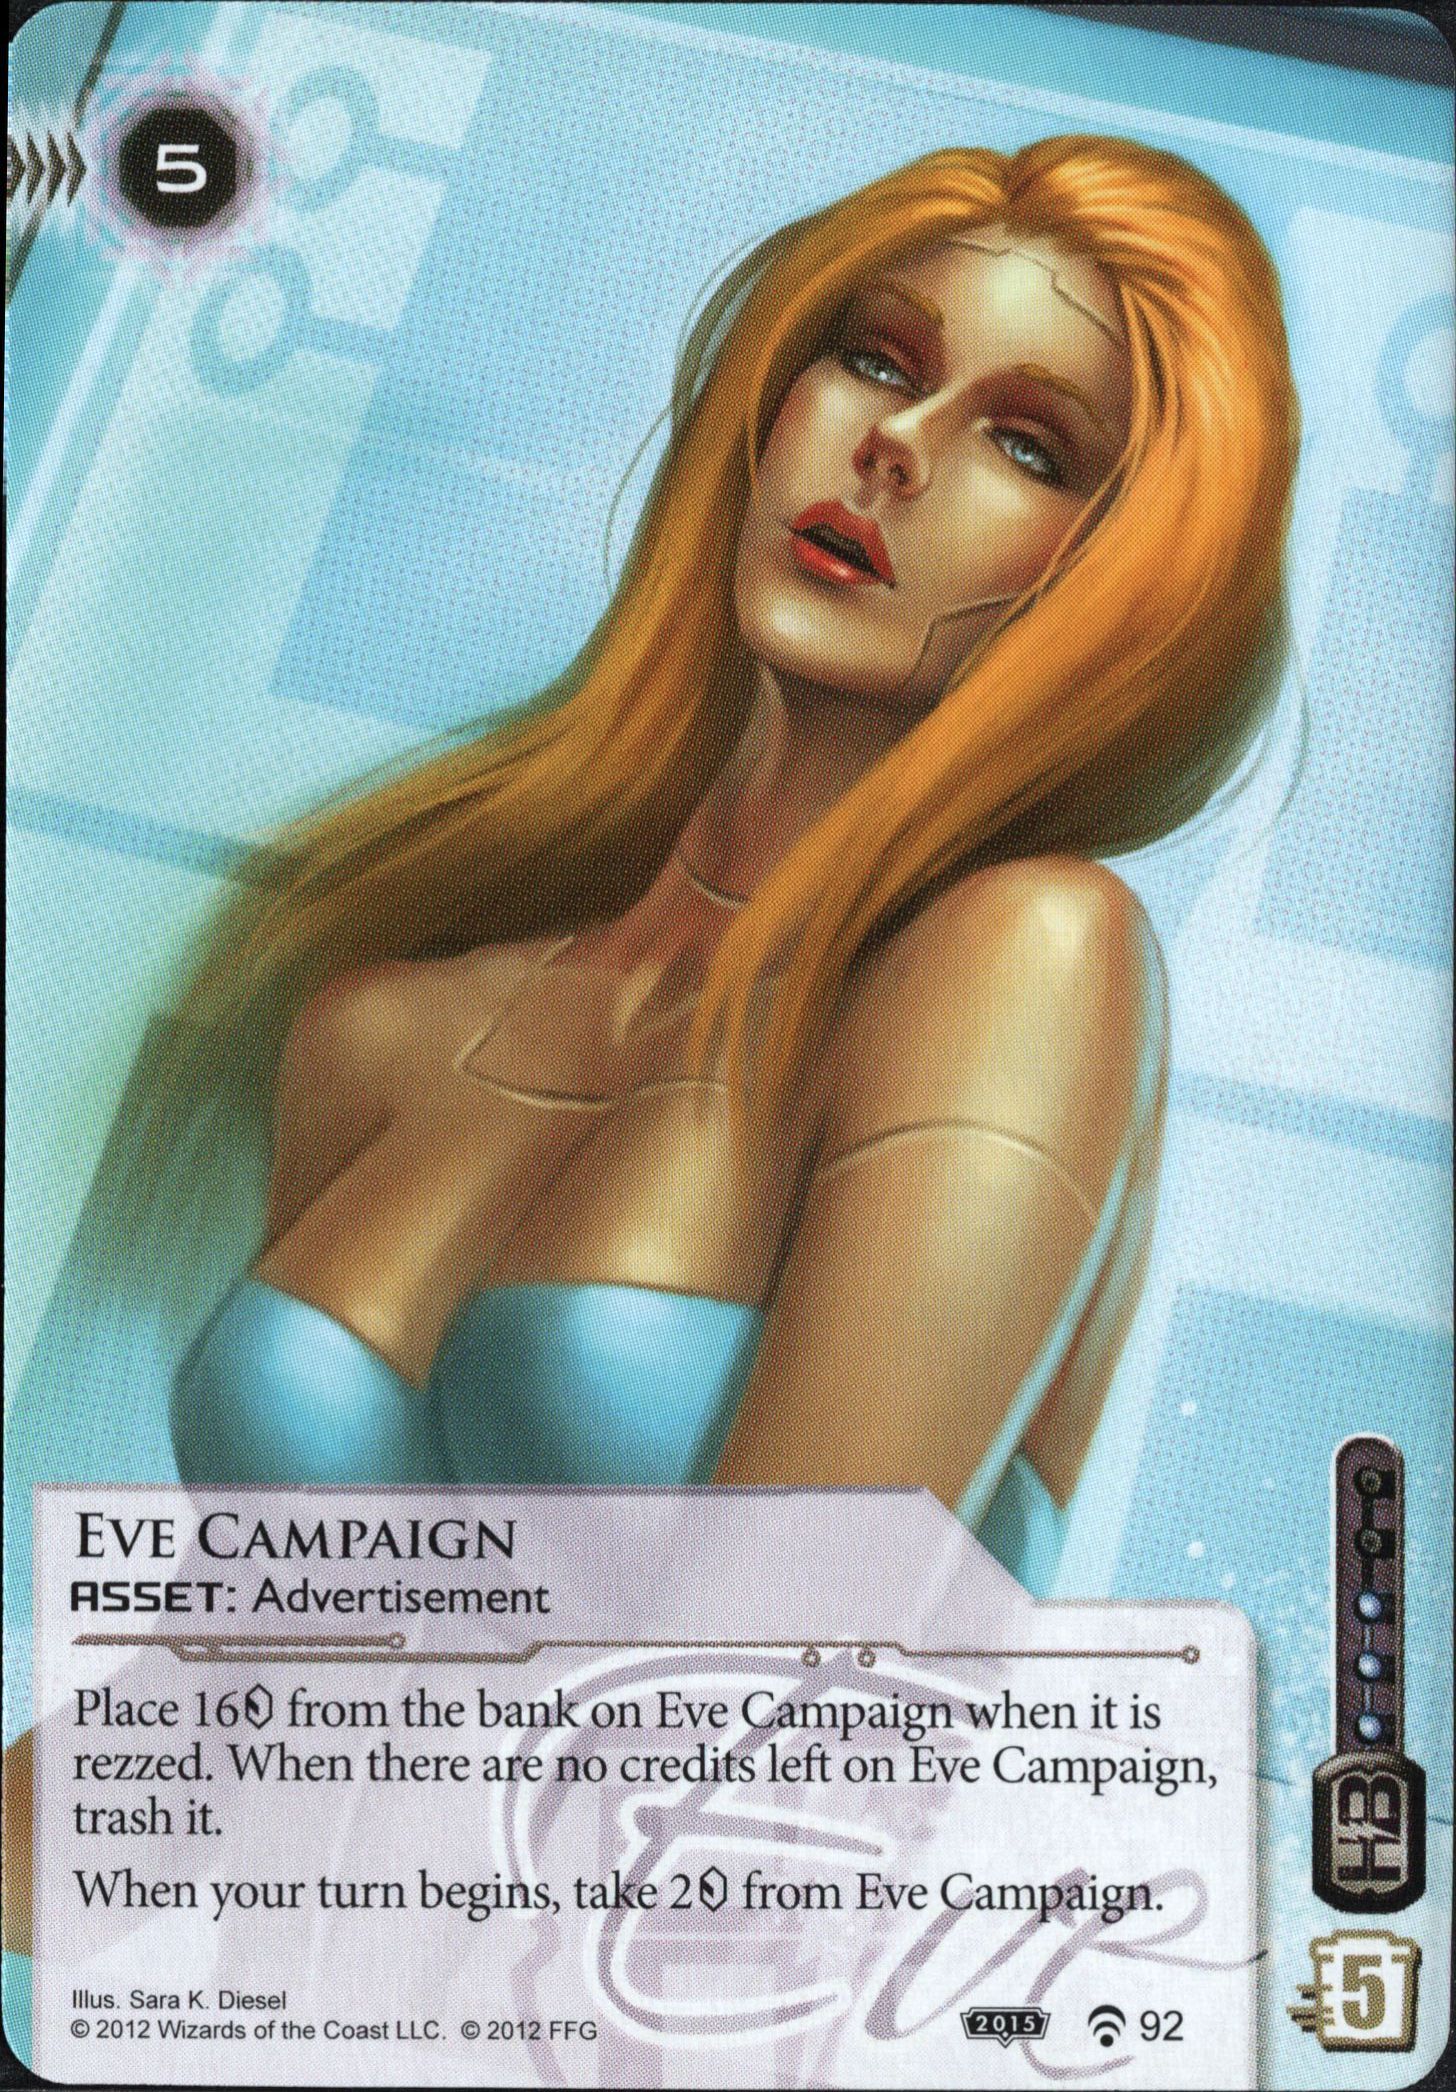 5
EVE CAMPAIGN
ASSET: Advertisement
Place 16 from the bank on Eve Campaign when it is
rezzed. When there are no credits left on Eve Campaign,
trash it.
When your turn begins, take 2 from Eve Campaign.
Eve
Illus. Sara K. Diesel
© 2012 Wizards of the Coast LLC. © 2012 FFG
2015
92
HB
5